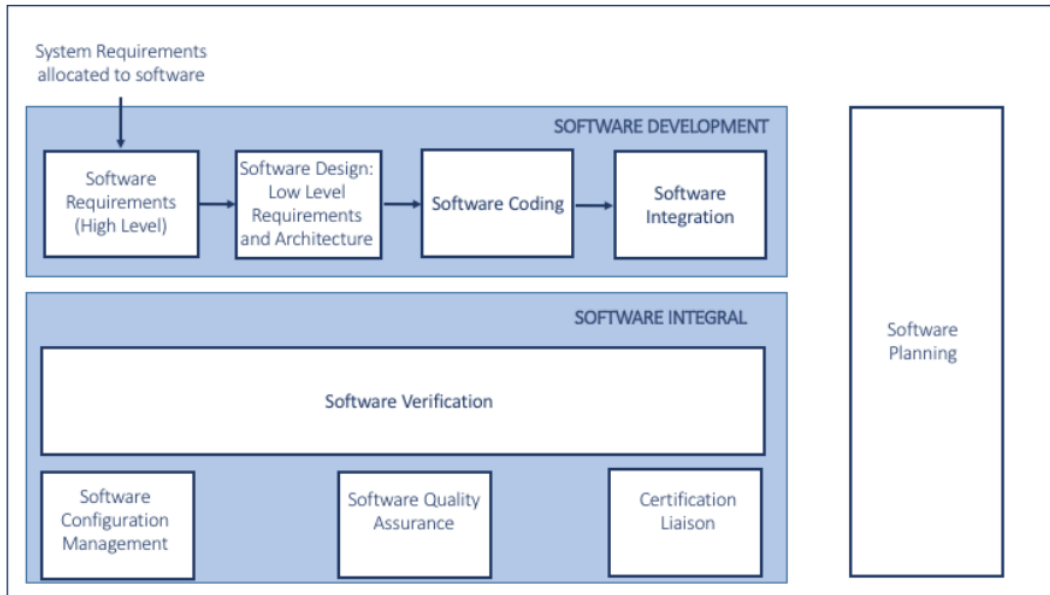 System Requirements
allocated to software
SOFTWARE DEVELOPMENT
Software
Requirements
(High Level)
Software Design:
Low Level
Requirements
and Architecture
Software Coding
Software
Integration
SOFTWARE INTEGRAL
Software Verification
Software
Configuration
Management
Software Quality
Assurance
Certification
Liaison
Software
Planning